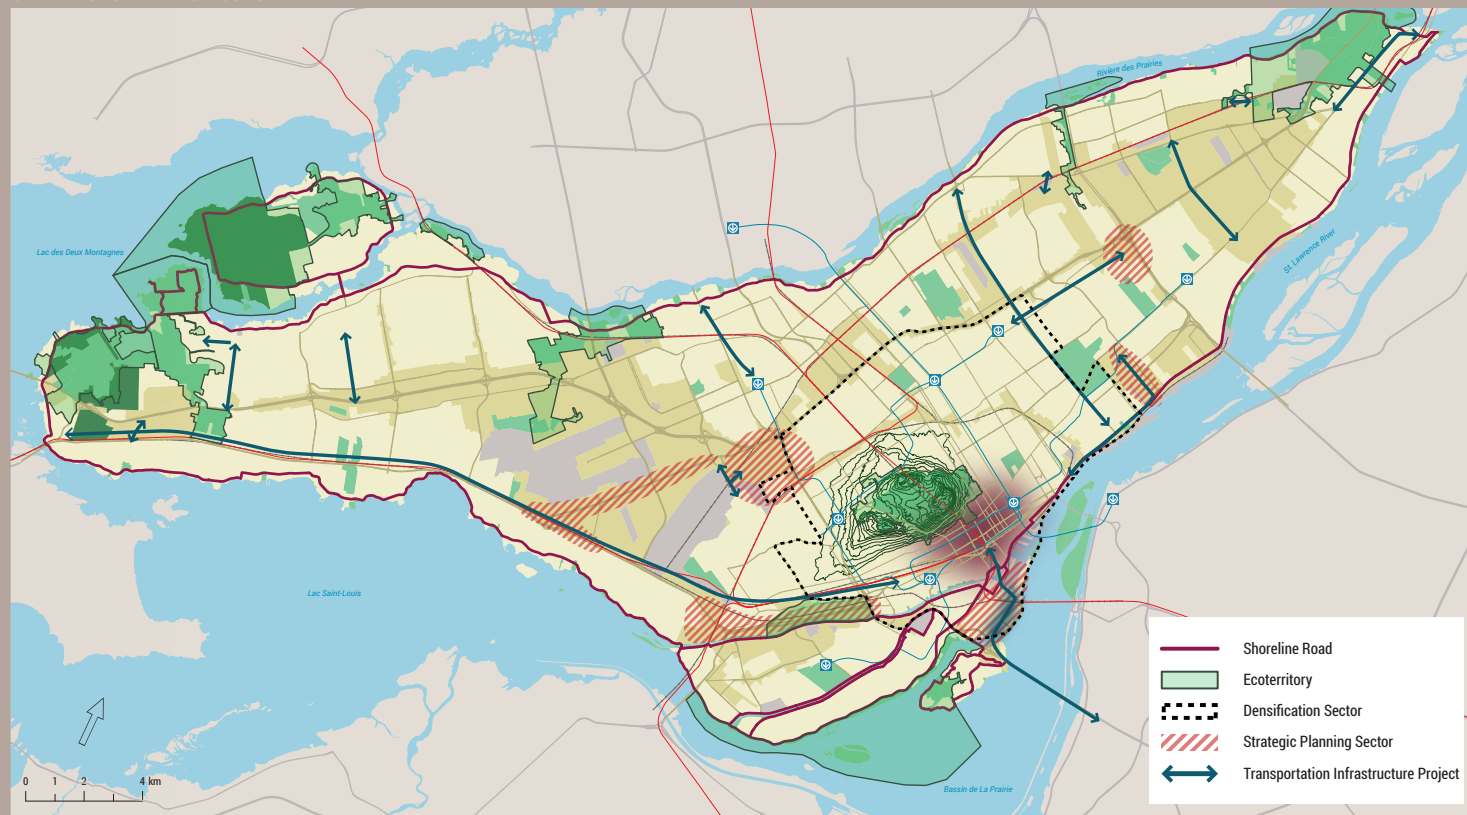 Rivière des Prairies
Lac des Deux Montagnes
St. Lawrence River
Lac Saint-Louis
Bassin de La Prairie
0 1 2 4 km
Shoreline Road
Ecoterritory
Densification Sector
Strategic Planning Sector
Transportation Infrastructure Project